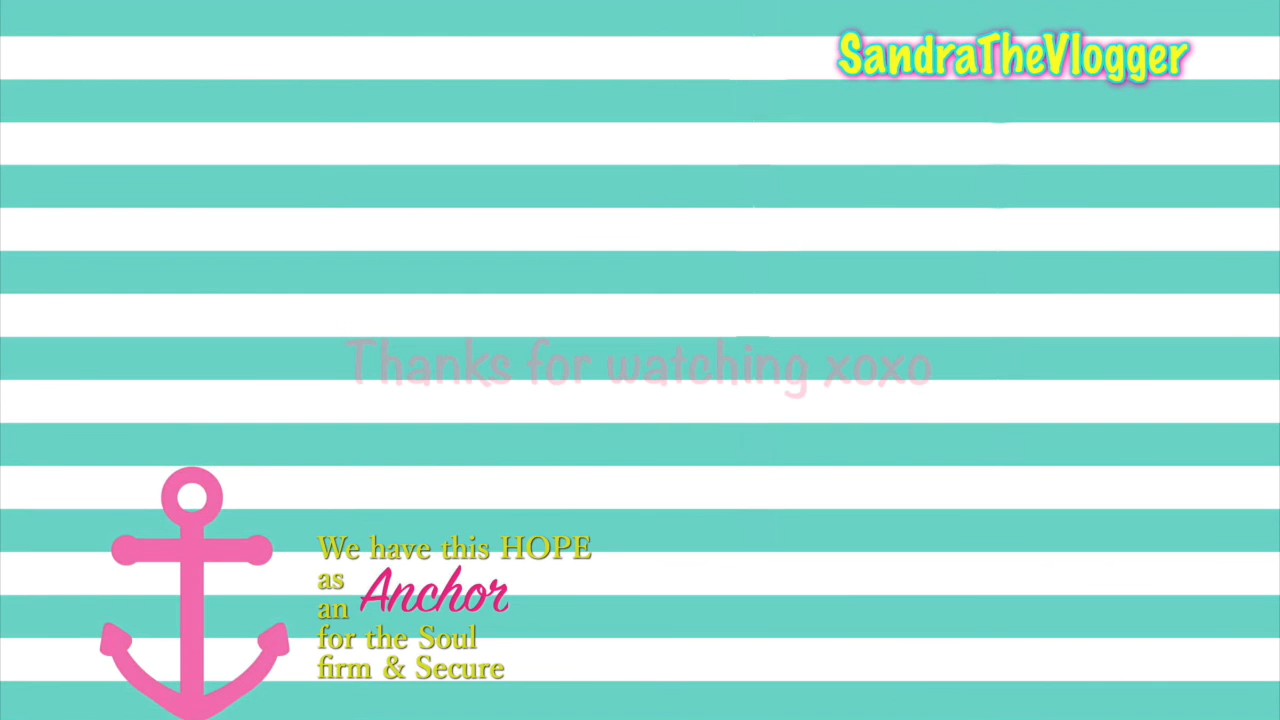 SandraTheVlogger
Thanks for watching xoxo
We have this HOPE
as
an Anchor
for the Soul
firm & Secure